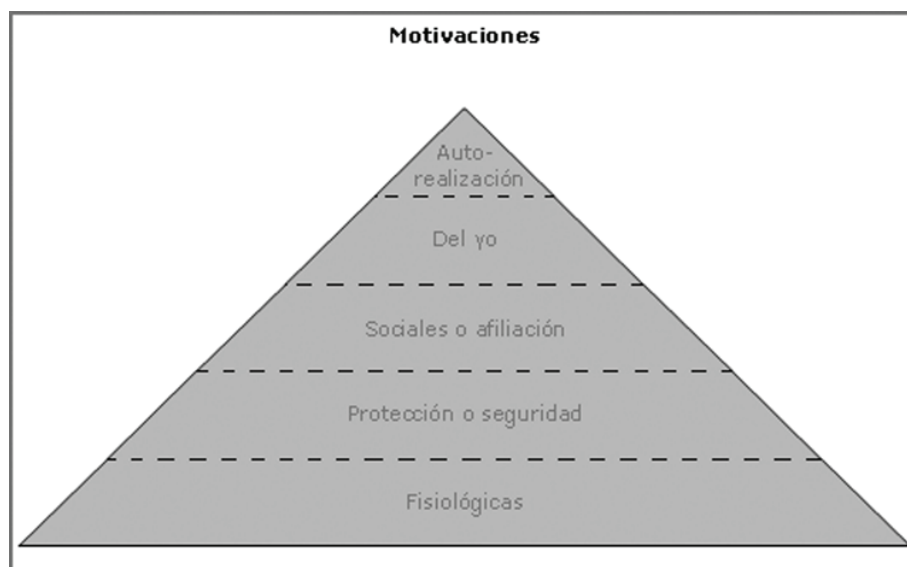 Motivaciones
Auto-
realización
Del yo
Sociales o afiliación
Protección o seguridad
Fisiológicas